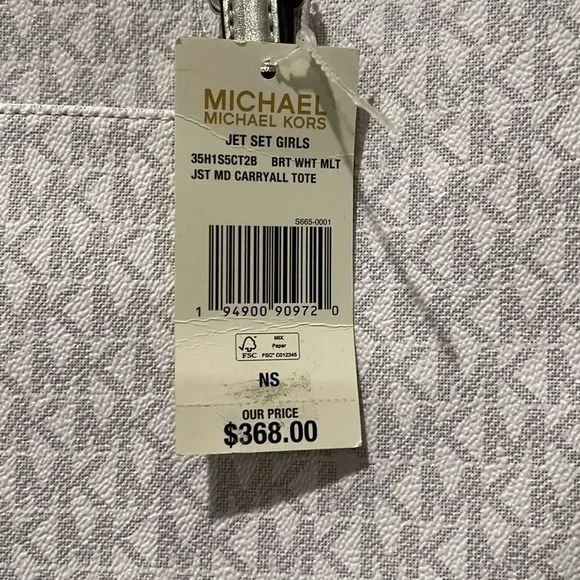 MICHAEL
MICHAEL KORS
JET SET GIRLS
35H1S5CT2B BRT WHT MLT
JST MD CARRYALL TOTE
S665-0001
1 94900 90972 0
FSC
MIX
Paper
FSC® C012345
NS
OUR PRICE
$368.00